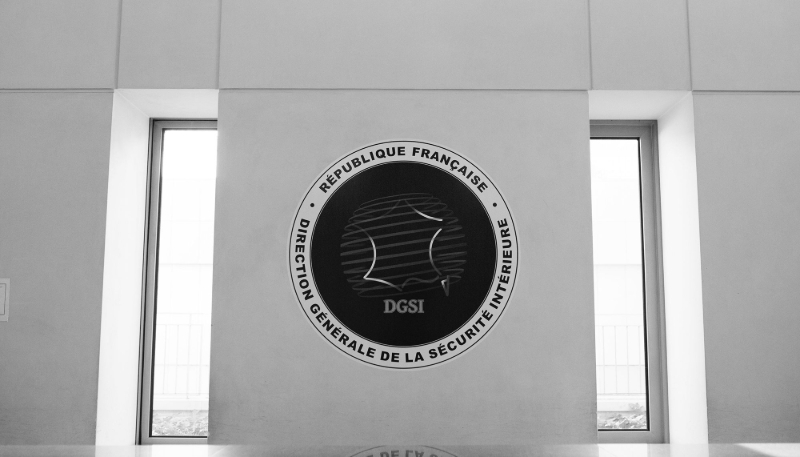 RÉPUBLIQUE FRANÇAISE
DGSI
DIRECTION GÉNÉRALE DE LA SÉCURITÉ INTÉRIEURE